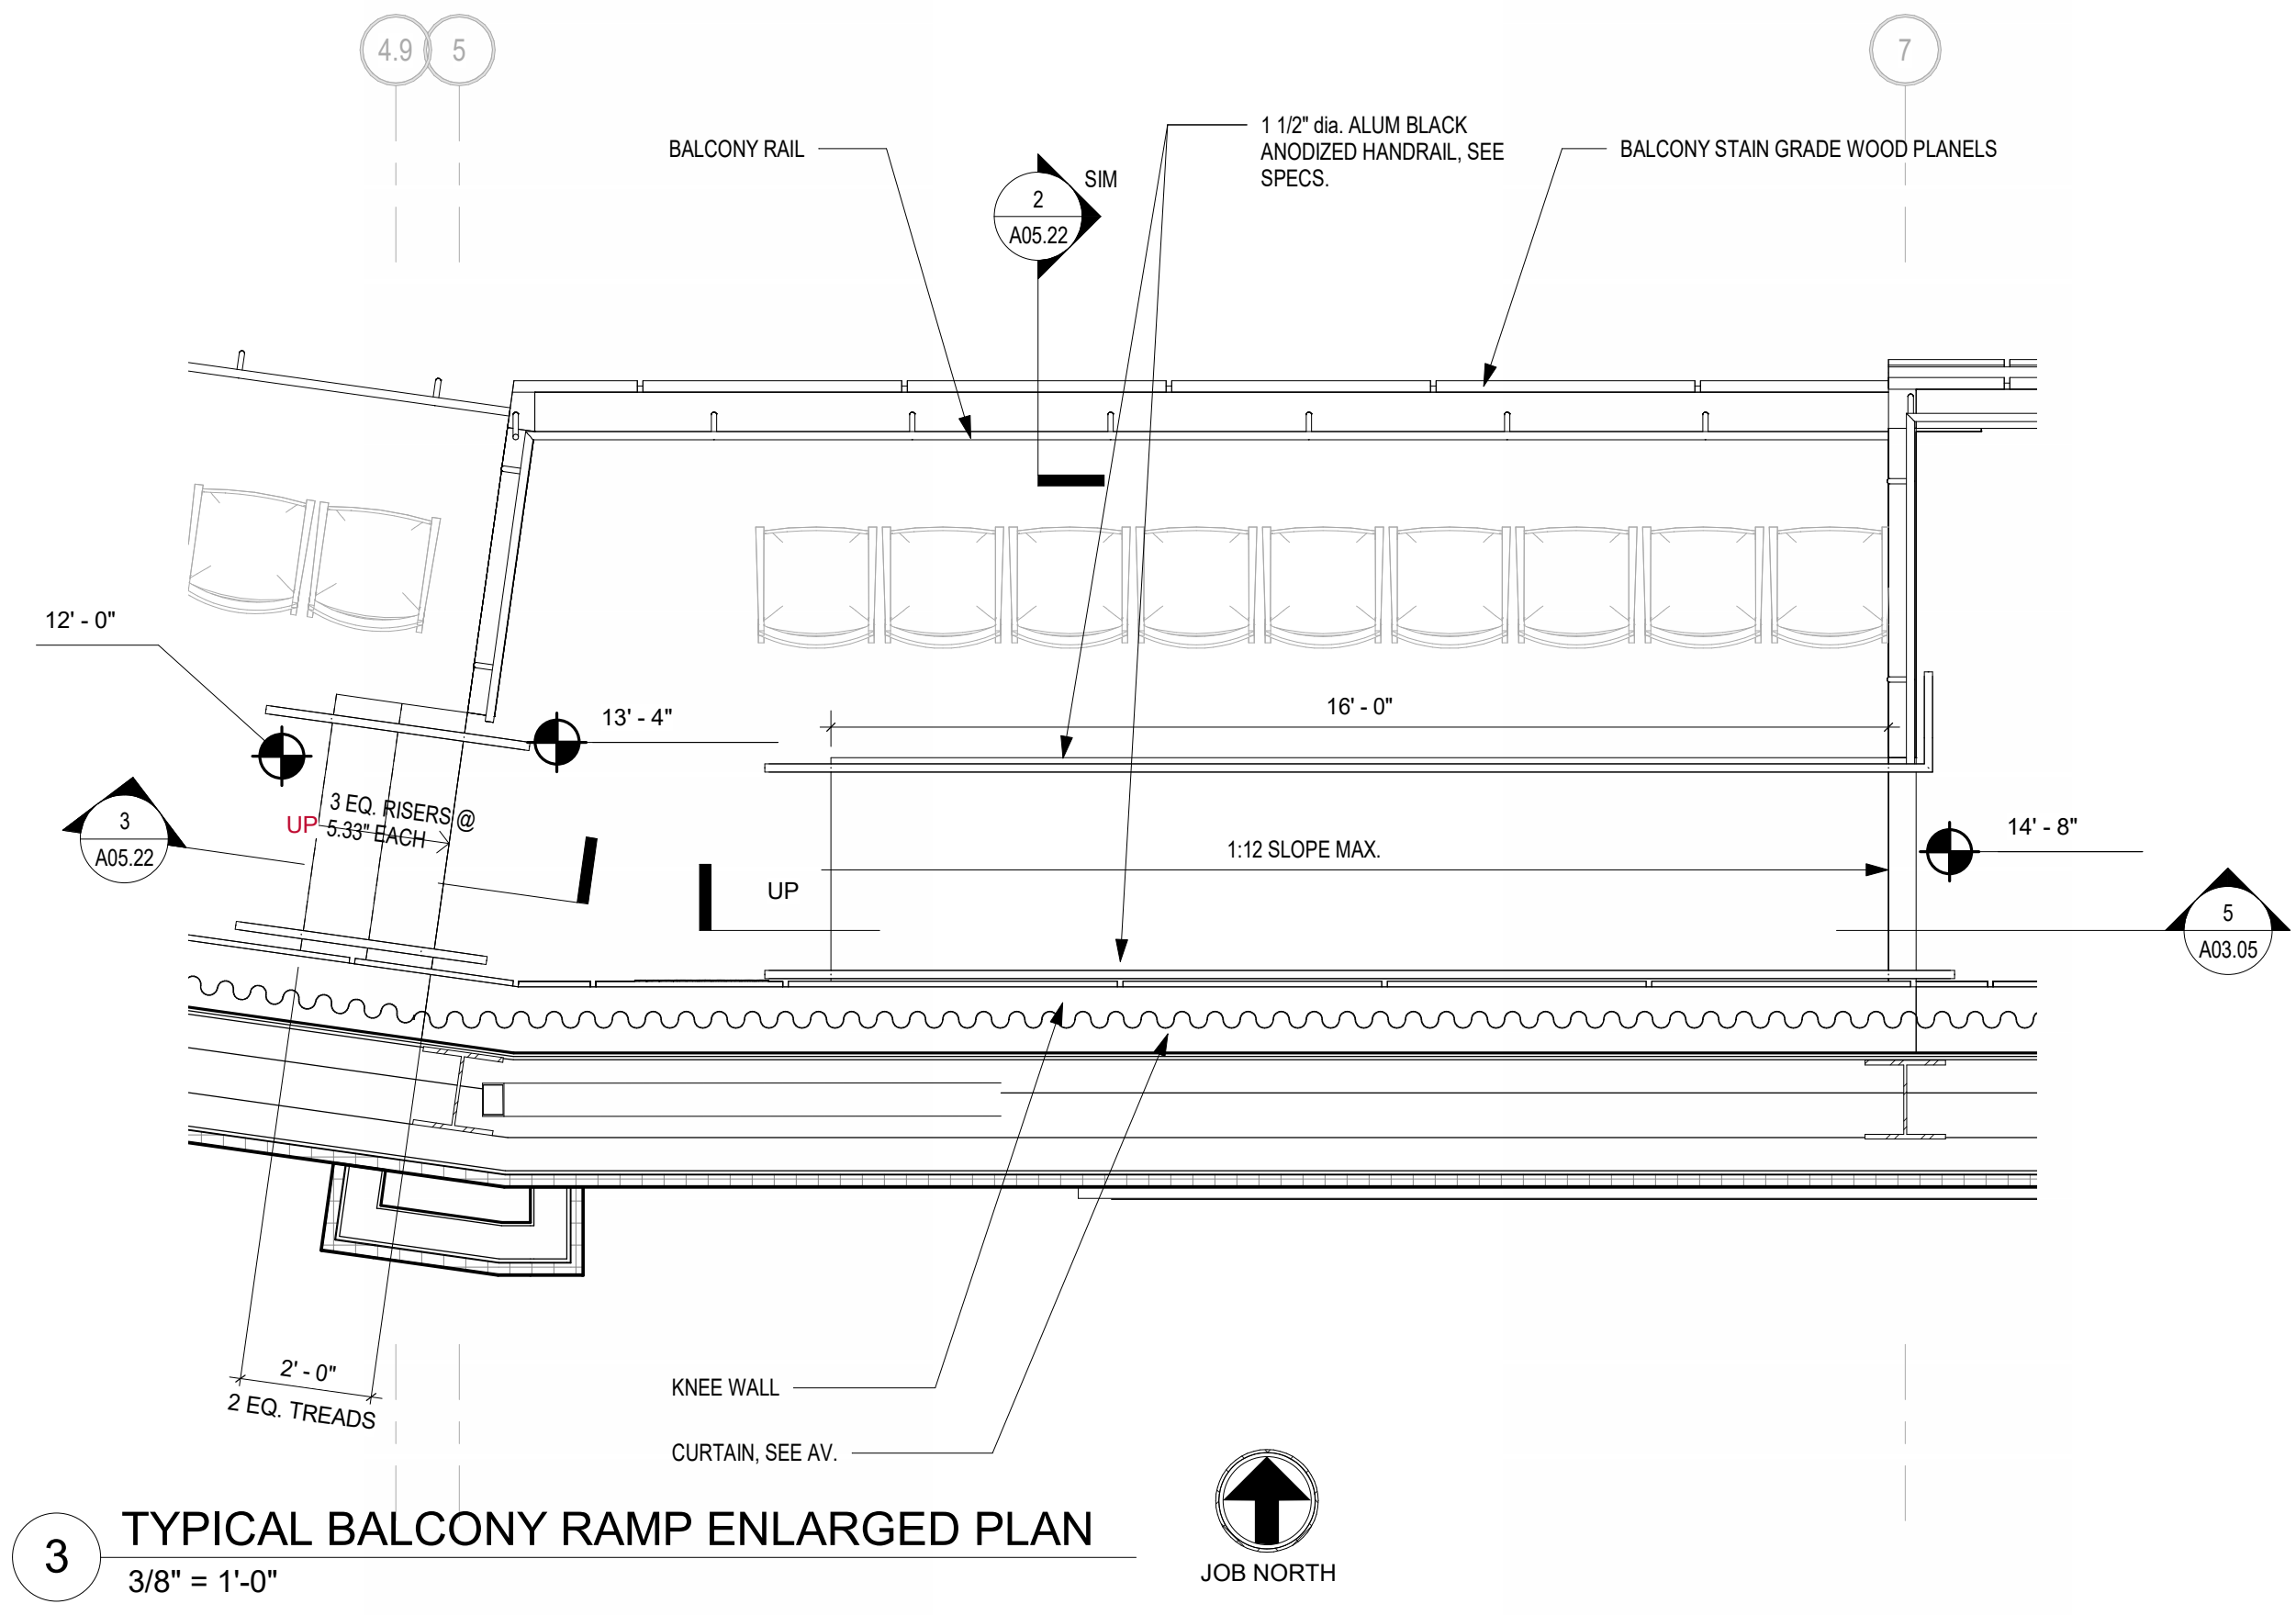 4.9
5
7
1 1/2" dia. ALUM BLACK
ANODIZED HANDRAIL, SEE
SPECS.
BALCONY RAIL
BALCONY STAIN GRADE WOOD PLANELS
SIM
2
A05.22
12' - 0"
13' - 4"
16' - 0"
3 EQ. RISERS @
5.33" EACH
UP
3
A05.22
1:12 SLOPE MAX.
14' - 8"
UP
5
A03.05
2' - 0"
2 EQ. TREADS
KNEE WALL
CURTAIN, SEE AV.
3
TYPICAL BALCONY RAMP ENLARGED PLAN
3/8" = 1'-0"
JOB NORTH